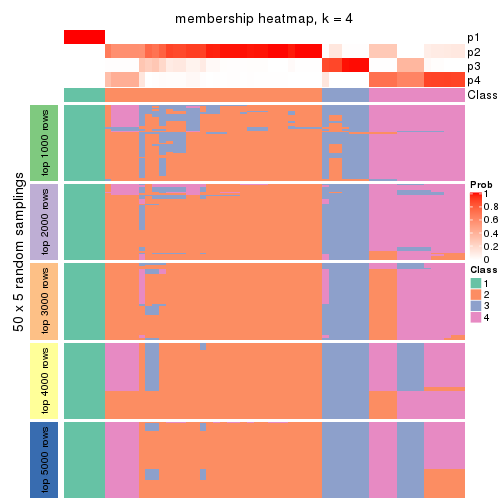 membership heatmap, k = 4
p1
p2
p3
p4
Class
50 x 5 random samplings
top 1000 rows
top 2000 rows
top 3000 rows
top 4000 rows
top 5000 rows
Prob
1
0.8
0.6
0.4
0.2
0
Class
1
2
3
4